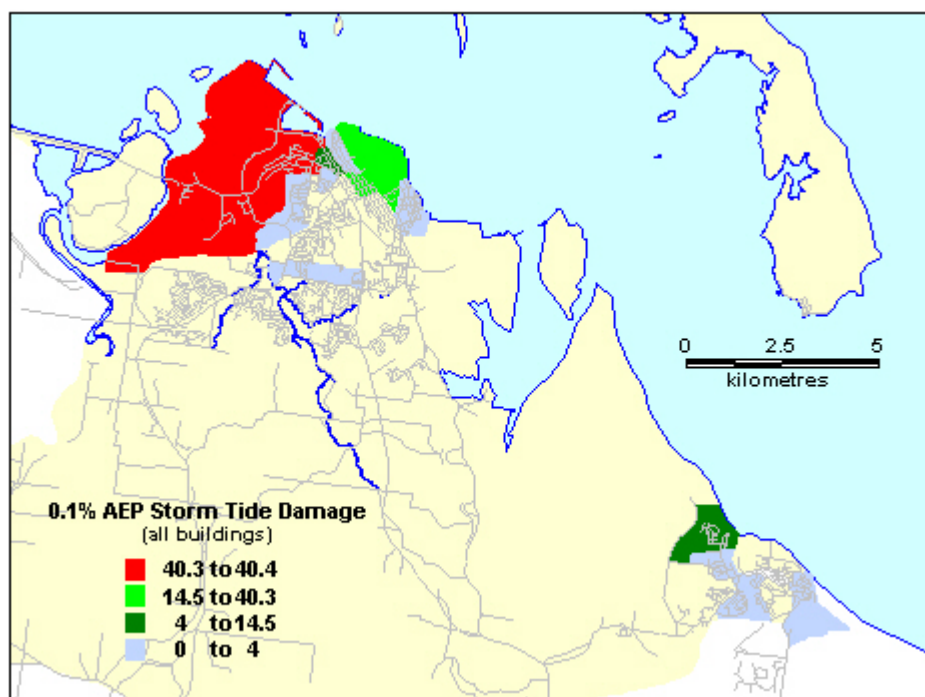 0 2.5 5
kilometres
0.1% AEP Storm Tide Damage
(all buildings)
40.3 to 40.4
14.5 to 40.3
4 to 14.5
0 to 4